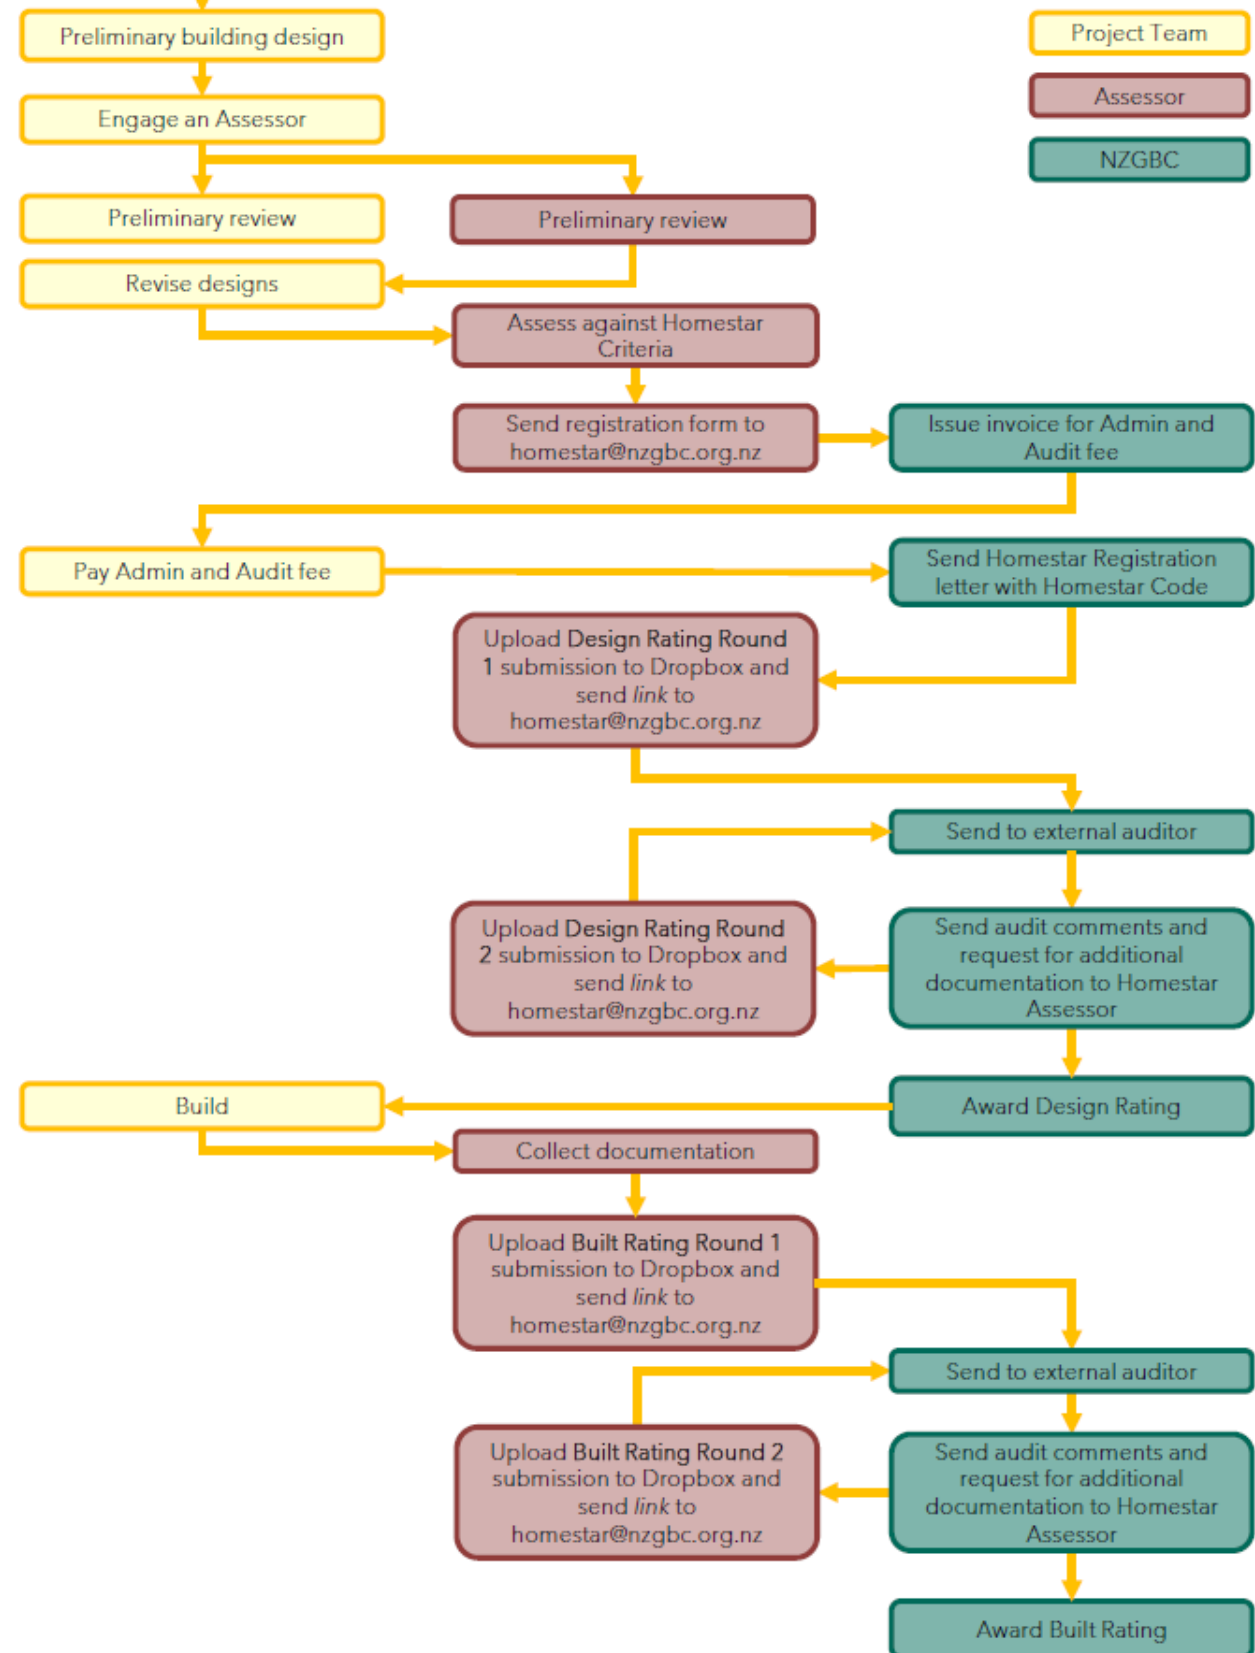 Preliminary building design
Project Team
Assessor
NZGBC
Engage an Assessor
Preliminary review
Preliminary review
Revise designs
Assess against Homestar
Criteria
Send registration form to
homestar@nzgbc.org.nz
Issue invoice for Admin and
Audit fee
Pay Admin and Audit fee
Send Homestar Registration
letter with Homestar Code
Upload Design Rating Round
1 submission to Dropbox and
send link to
homestar@nzgbc.org.nz
Send to external auditor
Upload Design Rating Round
2 submission to Dropbox and
send link to
homestar@nzgbc.org.nz
Send audit comments and
request for additional
documentation to Homestar
Assessor
Build
Award Design Rating
Collect documentation
Upload Built Rating Round 1
submission to Dropbox and
send link to
homestar@nzgbc.org.nz
Send to external auditor
Upload Built Rating Round 2
submission to Dropbox and
send link to
homestar@nzgbc.org.nz
Send audit comments and
request for additional
documentation to Homestar
Assessor
Award Built Rating